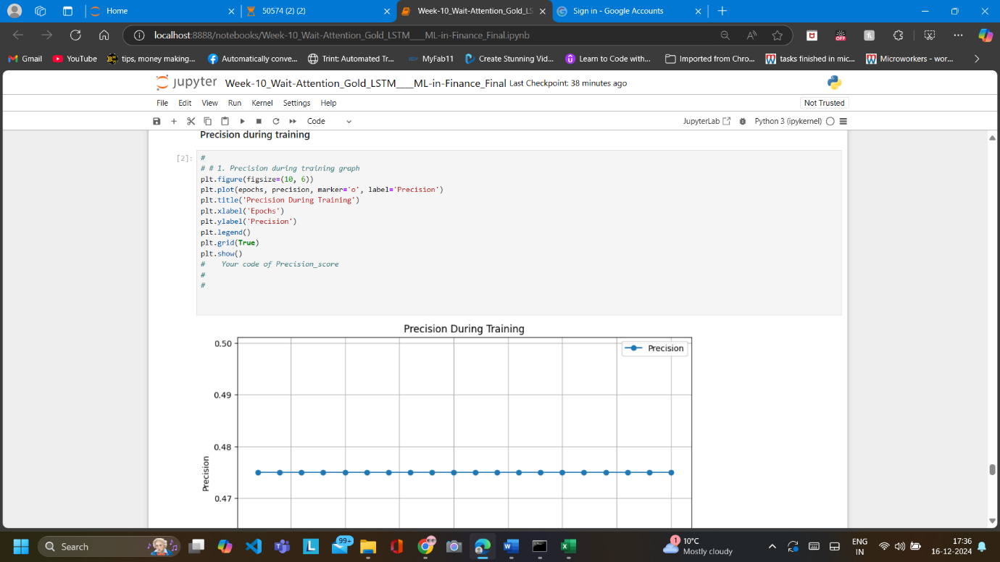 Home
50574 (2) (2)
Week-10_Wait-Attention_Gold_LS
Sign in - Google Accounts
localhost:8888/notebooks/Week-10_Wait-Attention_Gold_LSTM____ML-in-Finance_Final.ipynb
OFF
Gmail
YouTube
tips, money making...
Automatically conve...
Trint: Automated Tr...
MyFab11
Create Stunning Vid...
Learn to Code with...
Imported from Chro...
tasks finished in mic...
Microworkers - wor...
jupyter Week-10_Wait-Attention_Gold_LSTM____ML-in-Finance_Final Last Checkpoint: 38 minutes ago
File Edit View Run Kernel Settings Help
Not Trusted
Code
JupyterLab
Python 3 (ipykernel)
Precision during training
[2]:
#
# # 1. Precision during training graph
plt.figure(figsize=(10, 6))
plt.plot(epochs, precision, marker='o', label='Precision')
plt.title('Precision During Training')
plt.xlabel('Epochs')
plt.ylabel('Precision')
plt.legend()
plt.grid(True)
plt.show()
#    Your code of Precision_score
#
#
Precision During Training
Precision
0.50
0.49
0.48
0.47
Precision
Search
99+
1
10°C
Mostly cloudy
ENG
IN
17:36
16-12-2024